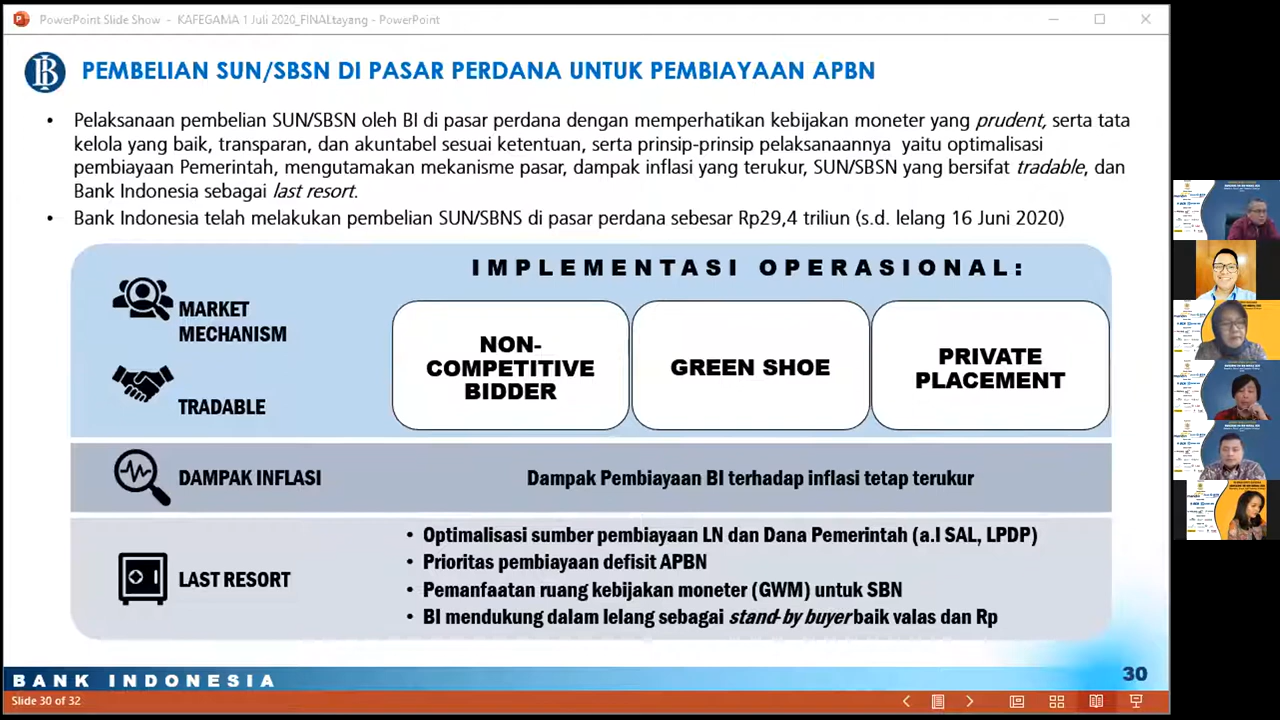 PowerPoint Slide Show - KAFEGAMA 1 Juli 2020_FINALtayang - PowerPoint
PEMBELIAN SUN/SBSN DI PASAR PERDANA UNTUK PEMBIAYAAN APBN
• Pelaksanaan pembelian SUN/SBSN oleh BI di pasar perdana dengan memperhatikan kebijakan moneter yang prudent, serta tata
kelola yang baik, transparan, dan akuntabel sesuai ketentuan, serta prinsip-prinsip pelaksanaannya yaitu optimalisasi
pembiayaan Pemerintah, mengutamakan mekanisme pasar, dampak inflasi yang terukur, SUN/SBSN yang bersifat tradable, dan
Bank Indonesia sebagai last resort.
• Bank Indonesia telah melakukan pembelian SUN/SBNS di pasar perdana sebesar Rp29,4 triliun (s.d. lelang 16 Juni 2020)
IMPLEMENTASI OPERASIONAL:
MARKET
MECHANISM
TRADABLE
NON-
COMPETITIVE
BIDDER
GREEN SHOE
PRIVATE
PLACEMENT
DAMPAK INFLASI
Dampak Pembiayaan BI terhadap inflasi tetap terukur
LAST RESORT
• Optimalisasi sumber pembiayaan LN dan Dana Pemerintah (a.l SAL, LPDP)
• Prioritas pembiayaan defisit APBN
• Pemanfaatan ruang kebijakan moneter (GWM) untuk SBN
• BI mendukung dalam lelang sebagai stand-by buyer baik valas dan Rp
BANK INDONESIA
30
Slide 30 of 32